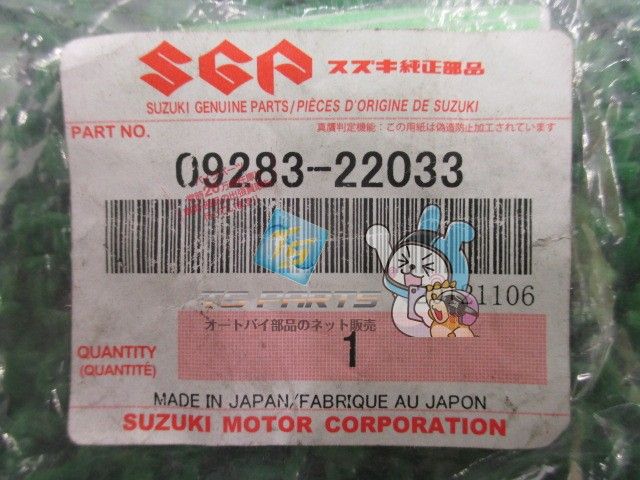 SGP スズキ純正部品
SUZUKI GENUINE PARTS/PIÈCES D'ORIGINE DE SUZUKI
PART NO.
真贋判定機能：この用紙は偽造防止加工されています
09283-22033
TS PARTS
1106
オートバイ部品のネット販売
QUANTITY
(QUANTITÉ)
1
MADE IN JAPAN/FABRIQUE AU JAPON
SUZUKI MOTOR CORPORATION